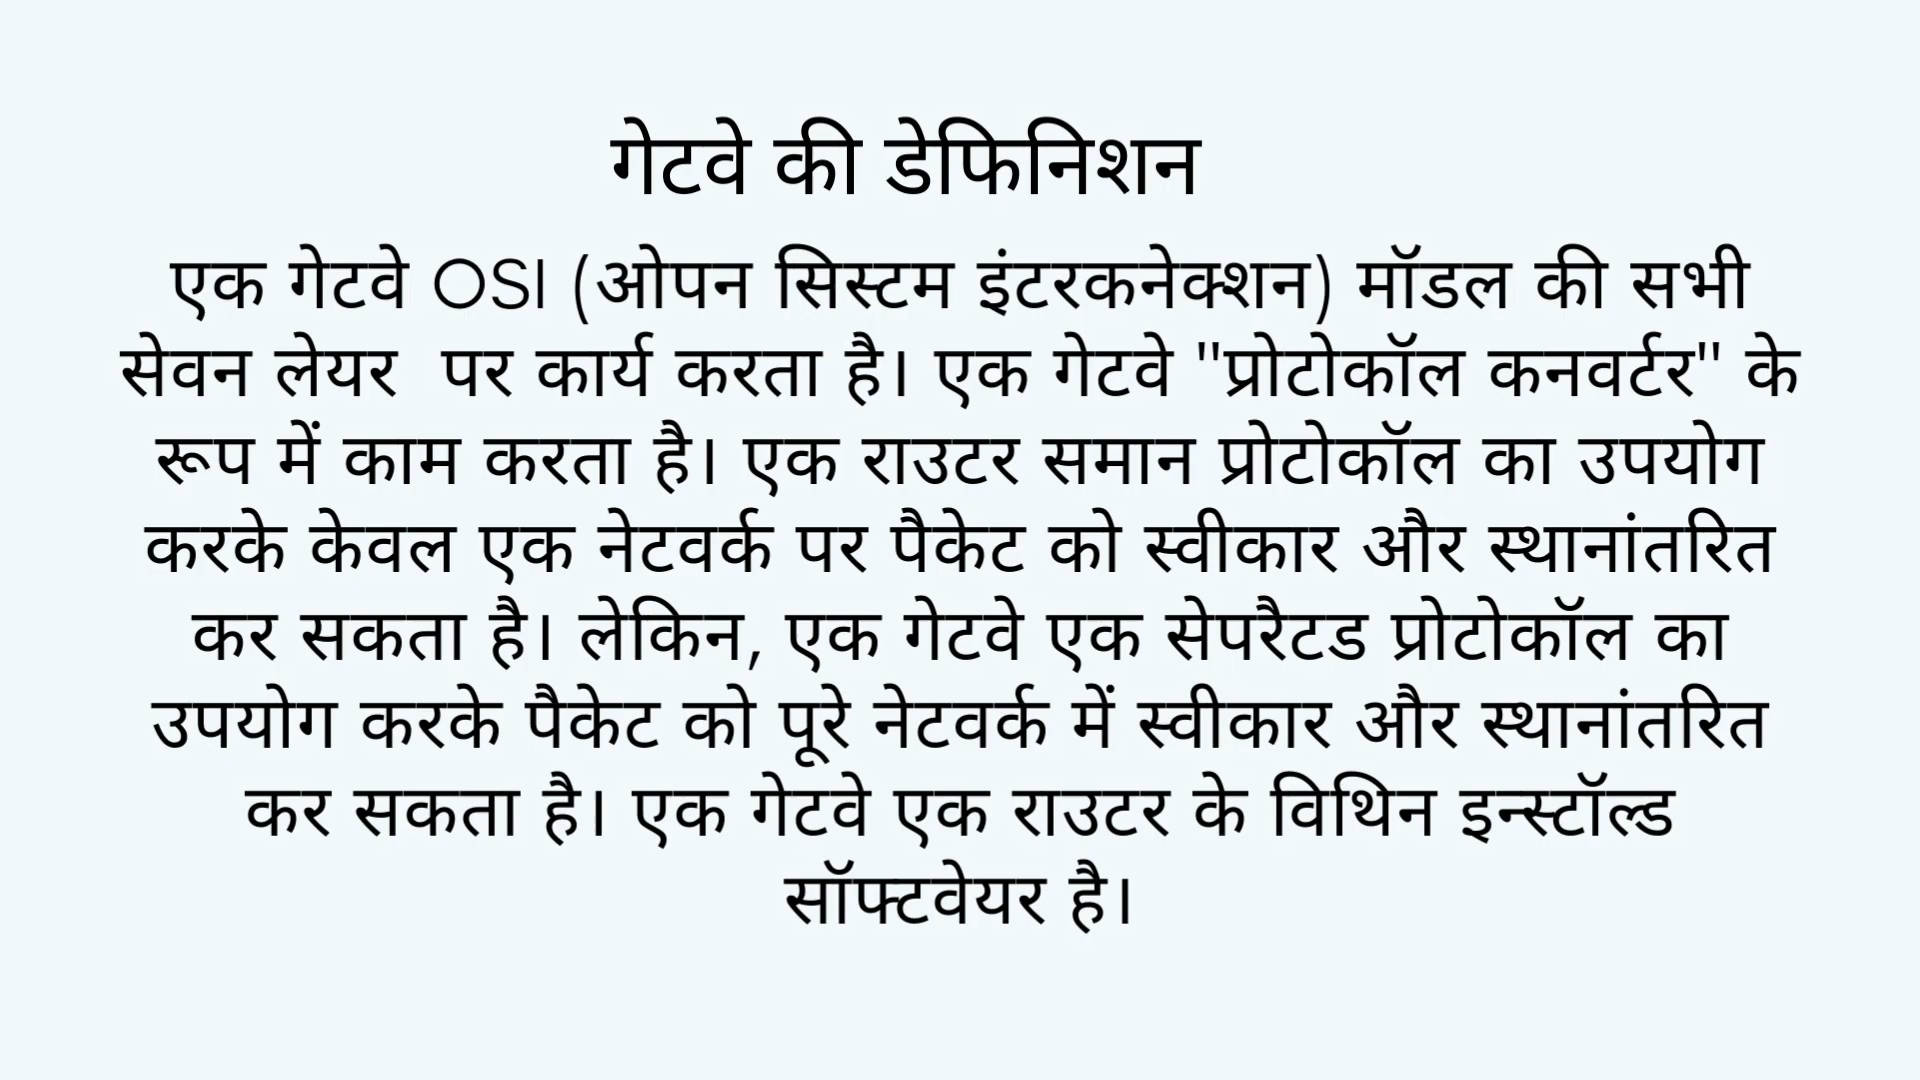 गेटवे की डेफिनिशन
एक गेटवे OSI (ओपन सिस्टम इंटरकनेक्शन) मॉडल की सभी
सेवन लेयर  पर कार्य करता है। एक गेटवे "प्रोटोकॉल कनवर्टर" के
रूप में काम करता है। एक राउटर समान प्रोटोकॉल का उपयोग
करके केवल एक नेटवर्क पर पैकेट को स्वीकार और स्थानांतरित
कर सकता है। लेकिन, एक गेटवे एक सेपरैटड प्रोटोकॉल का
उपयोग करके पैकेट को पूरे नेटवर्क में स्वीकार और स्थानांतरित
कर सकता है। एक गेटवे एक राउटर के विथिन इन्स्टॉल्ड
सॉफ्टवेयर है।